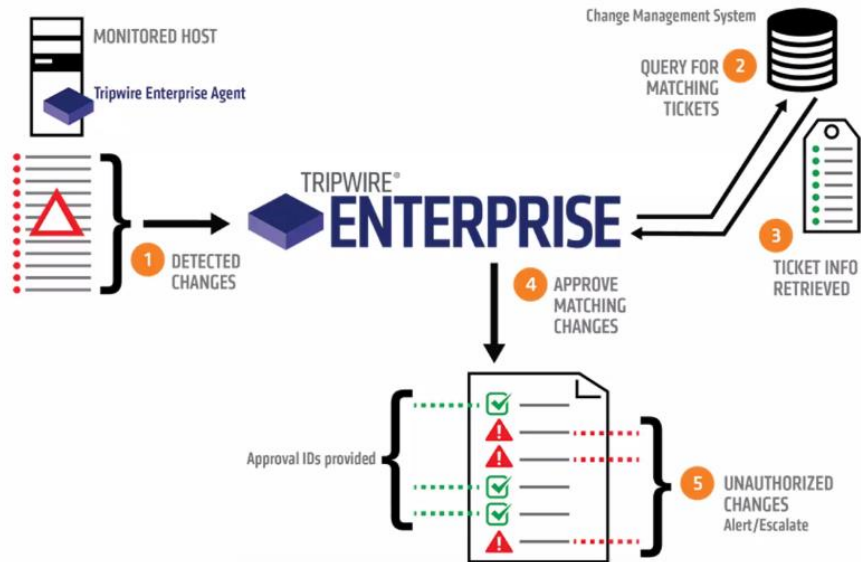 MONITORED HOST
Tripwire Enterprise Agent
Change Management System
2
QUERY FOR
MATCHING
TICKETS
TRIPWIRE®
ENTERPRISE
1
DETECTED
CHANGES
3
TICKET INFO
RETRIEVED
4
APPROVE
MATCHING
CHANGES
Approval IDs provided
5
UNAUTHORIZED
CHANGES
Alert/Escalate